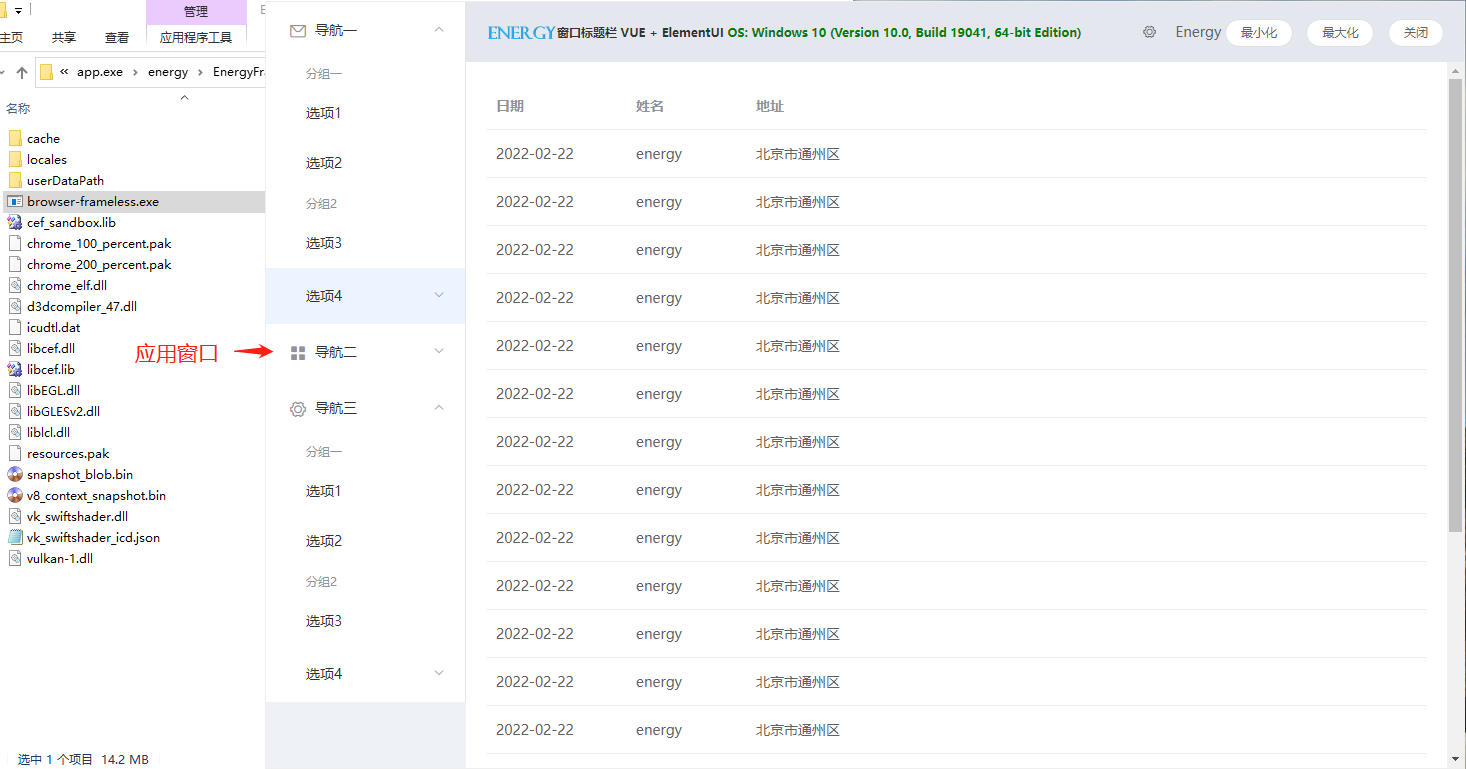 管理
主页 共享 查看 应用程序工具
« app.exe › energy › EnergyFra
名称
cache
locales
userDataPath
browser-frameless.exe
cef_sandbox.lib
chrome_100_percent.pak
chrome_200_percent.pak
chrome_elf.dll
d3dcompiler_47.dll
icudtl.dat
libcef.dll
libcef.lib
libEGL.dll
libGLESv2.dll
liblcl.dll
resources.pak
snapshot_blob.bin
v8_context_snapshot.bin
vk_swiftshader.dll
vk_swiftshader_icd.json
vulkan-1.dll
选中 1 个项目 14.2 MB
应用窗口
导航一
分组一
选项1
选项2
分组2
选项3
选项4
导航二
导航三
分组一
选项1
选项2
分组2
选项3
选项4
ENERGY 窗口标题栏 VUE + ElementUI OS: Windows 10 (Version 10.0, Build 19041, 64-bit Edition)
Energy 最小化 最大化 关闭
日期 姓名 地址
2022-02-22 energy 北京市通州区
2022-02-22 energy 北京市通州区
2022-02-22 energy 北京市通州区
2022-02-22 energy 北京市通州区
2022-02-22 energy 北京市通州区
2022-02-22 energy 北京市通州区
2022-02-22 energy 北京市通州区
2022-02-22 energy 北京市通州区
2022-02-22 energy 北京市通州区
2022-02-22 energy 北京市通州区
2022-02-22 energy 北京市通州区
2022-02-22 energy 北京市通州区
2022-02-22 energy 北京市通州区